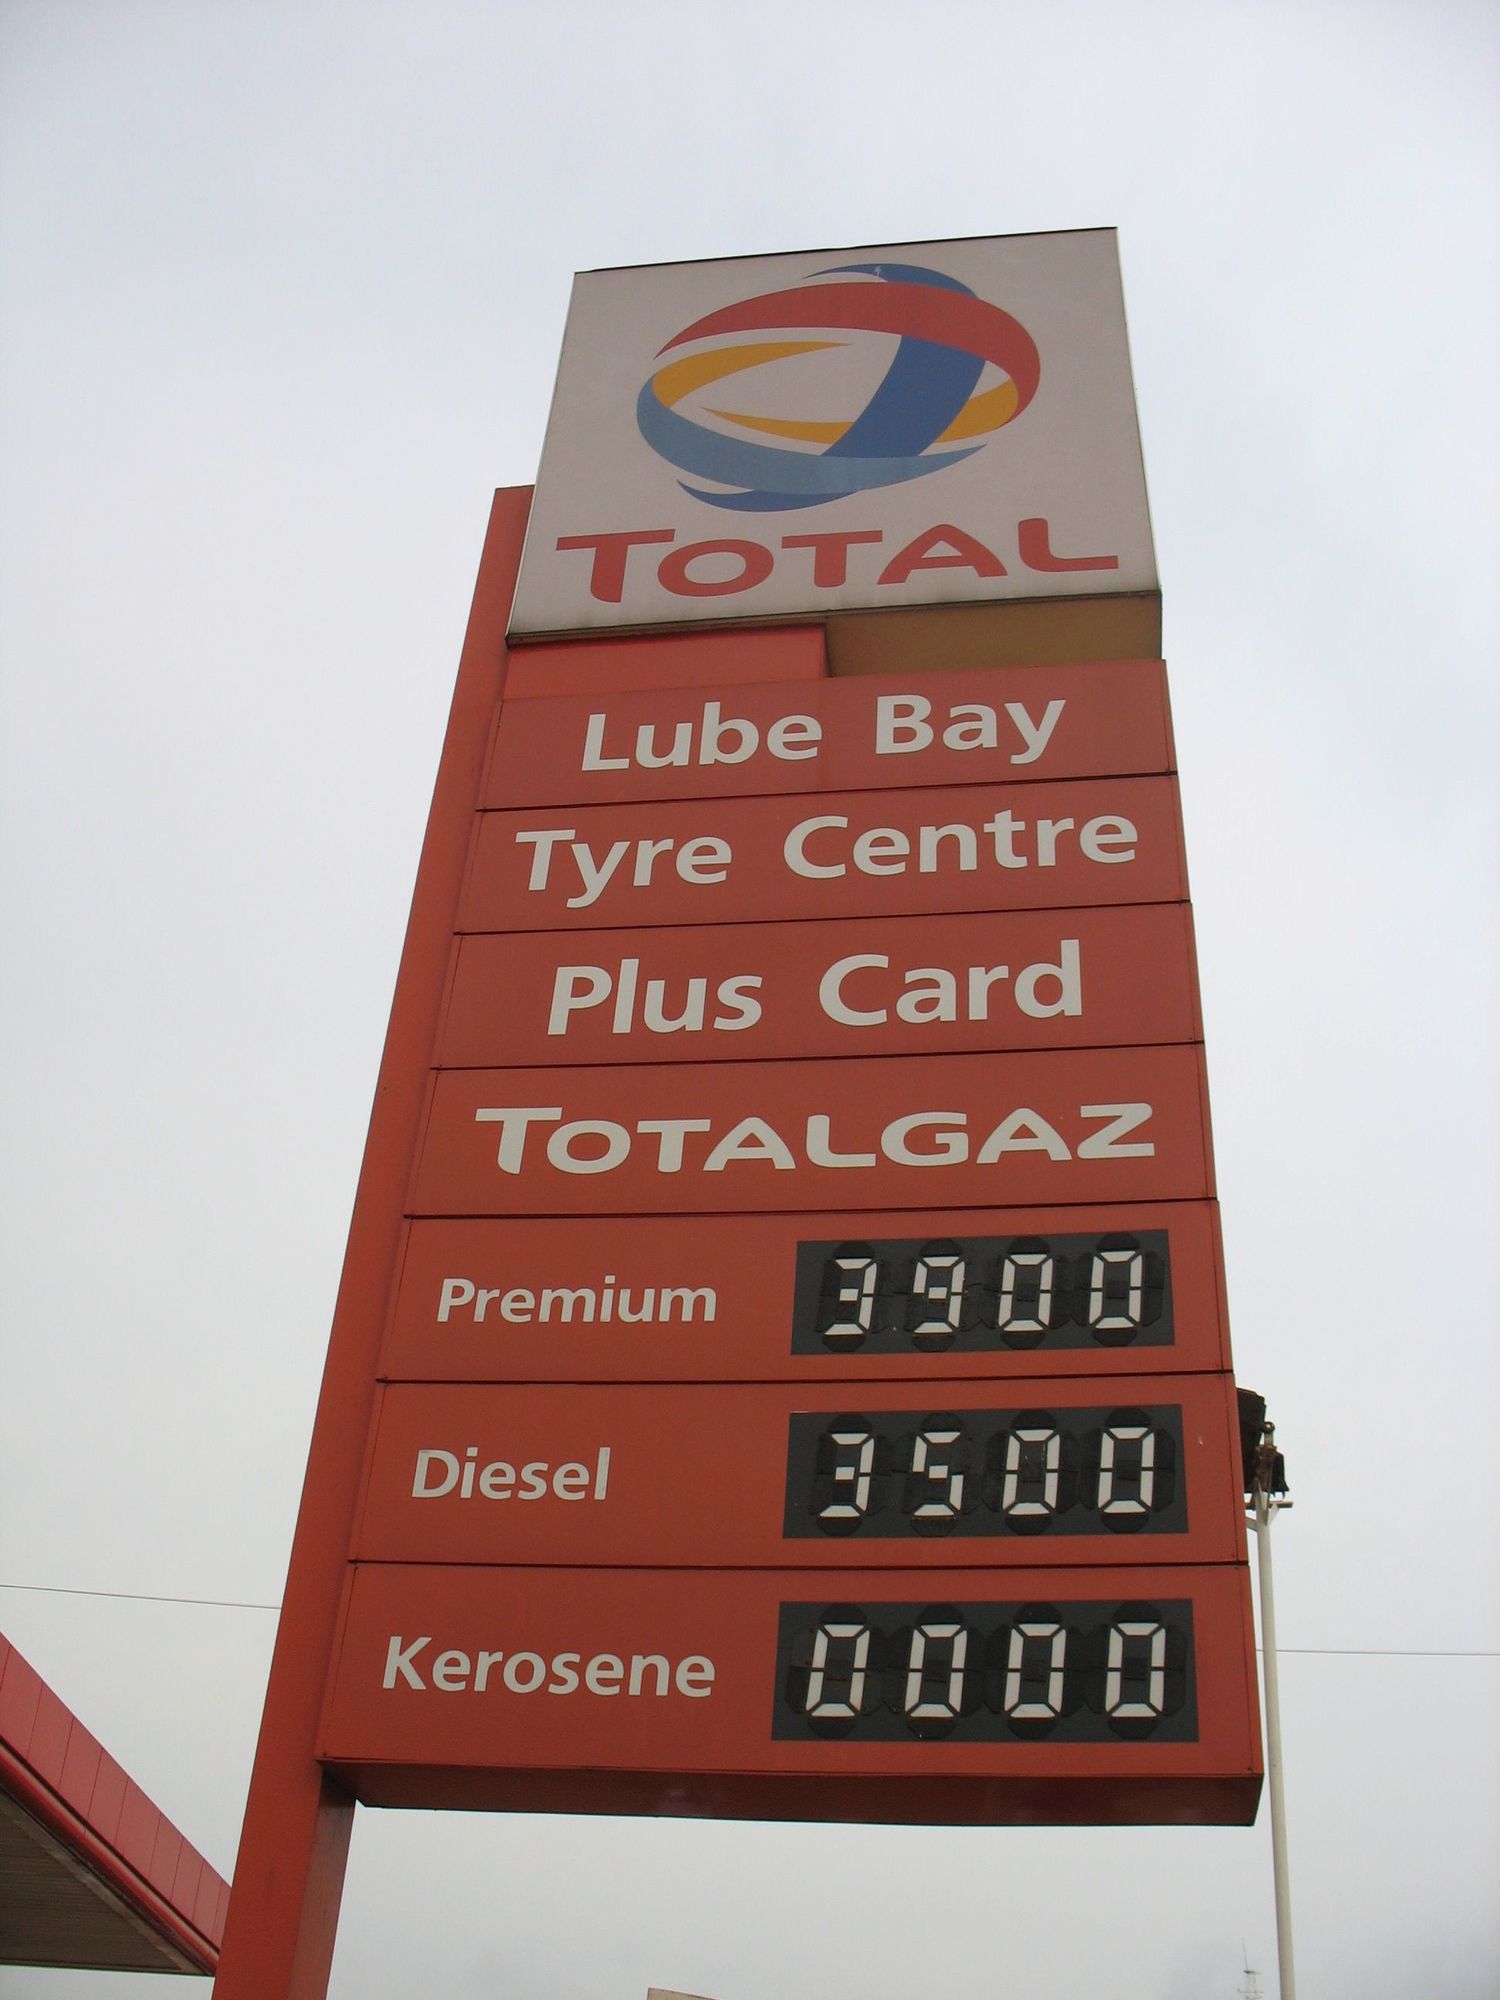 TOTAL
Lube Bay
Tyre Centre
Plus Card
TOTALGAZ
Premium 3900
Diesel 3500
Kerosene 0000